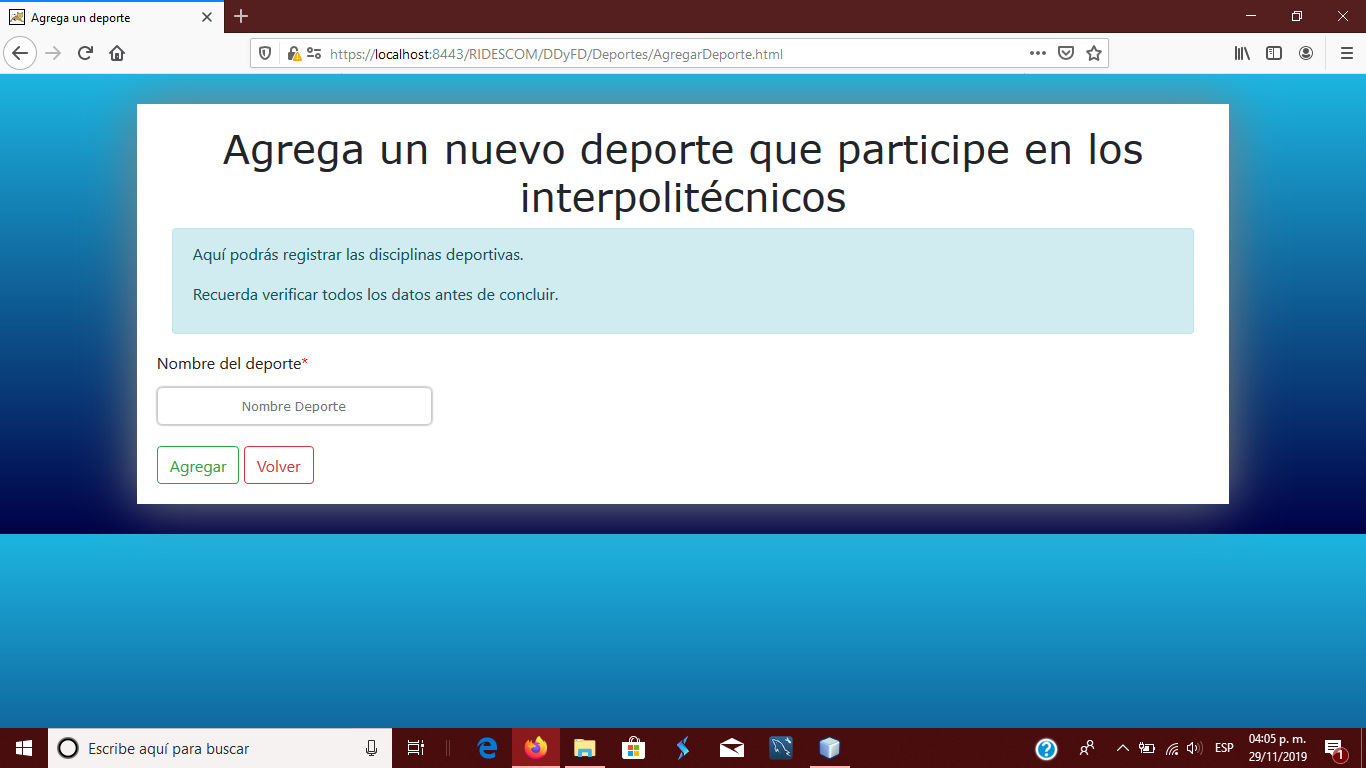 Agrega un deporte
https://localhost:8443/RIDESCOM/DDyFD/Deportes/AgregarDeporte.html
Agrega un nuevo deporte que participe en los
interpolitécnicos
Aquí podrás registrar las disciplinas deportivas.
Recuerda verificar todos los datos antes de concluir.
Nombre del deporte*
Nombre Deporte
Agregar Volver
Escribe aquí para buscar
ESP
04:05 p. m.
29/11/2019
1